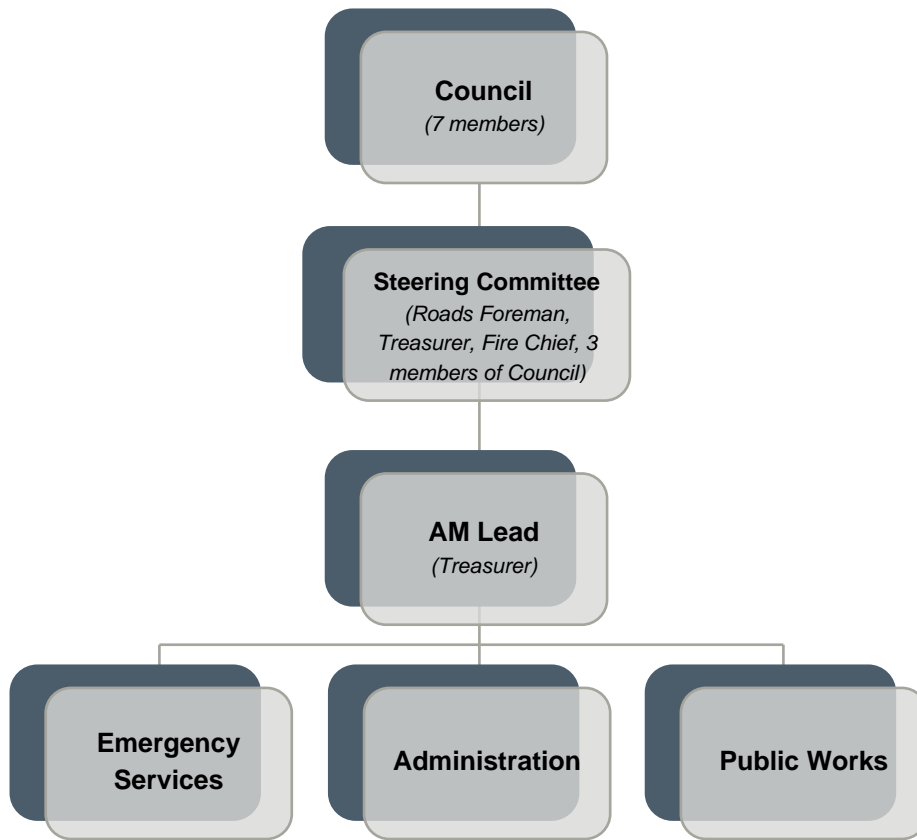 Council
(7 members)
Steering Committee
(Roads Foreman,
Treasurer, Fire Chief, 3
members of Council)
AM Lead
(Treasurer)
Emergency
Services
Administration
Public Works